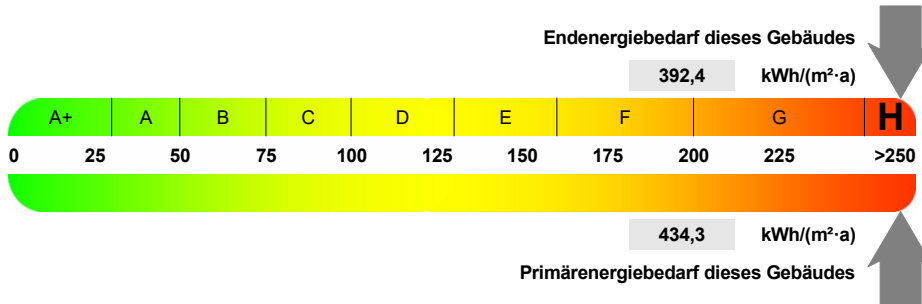 Endenergiebedarf dieses Gebäudes
392,4 kWh/(m²·a)
A+ A B C D E F G H
0 25 50 75 100 125 150 175 200 225 >250
434,3 kWh/(m²·a)
Primärenergiebedarf dieses Gebäudes